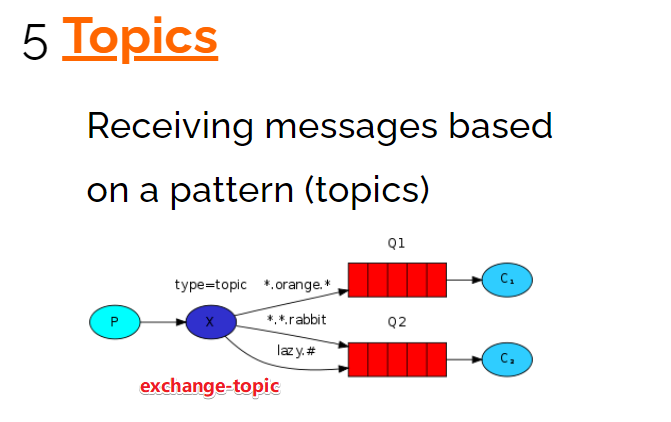 5 Topics
Receiving messages based
on a pattern (topics)
Q1
type=topic *.orange.*
C₁
P
X
*.*.rabbit
Q2
lazy.#
C₂
exchange-topic